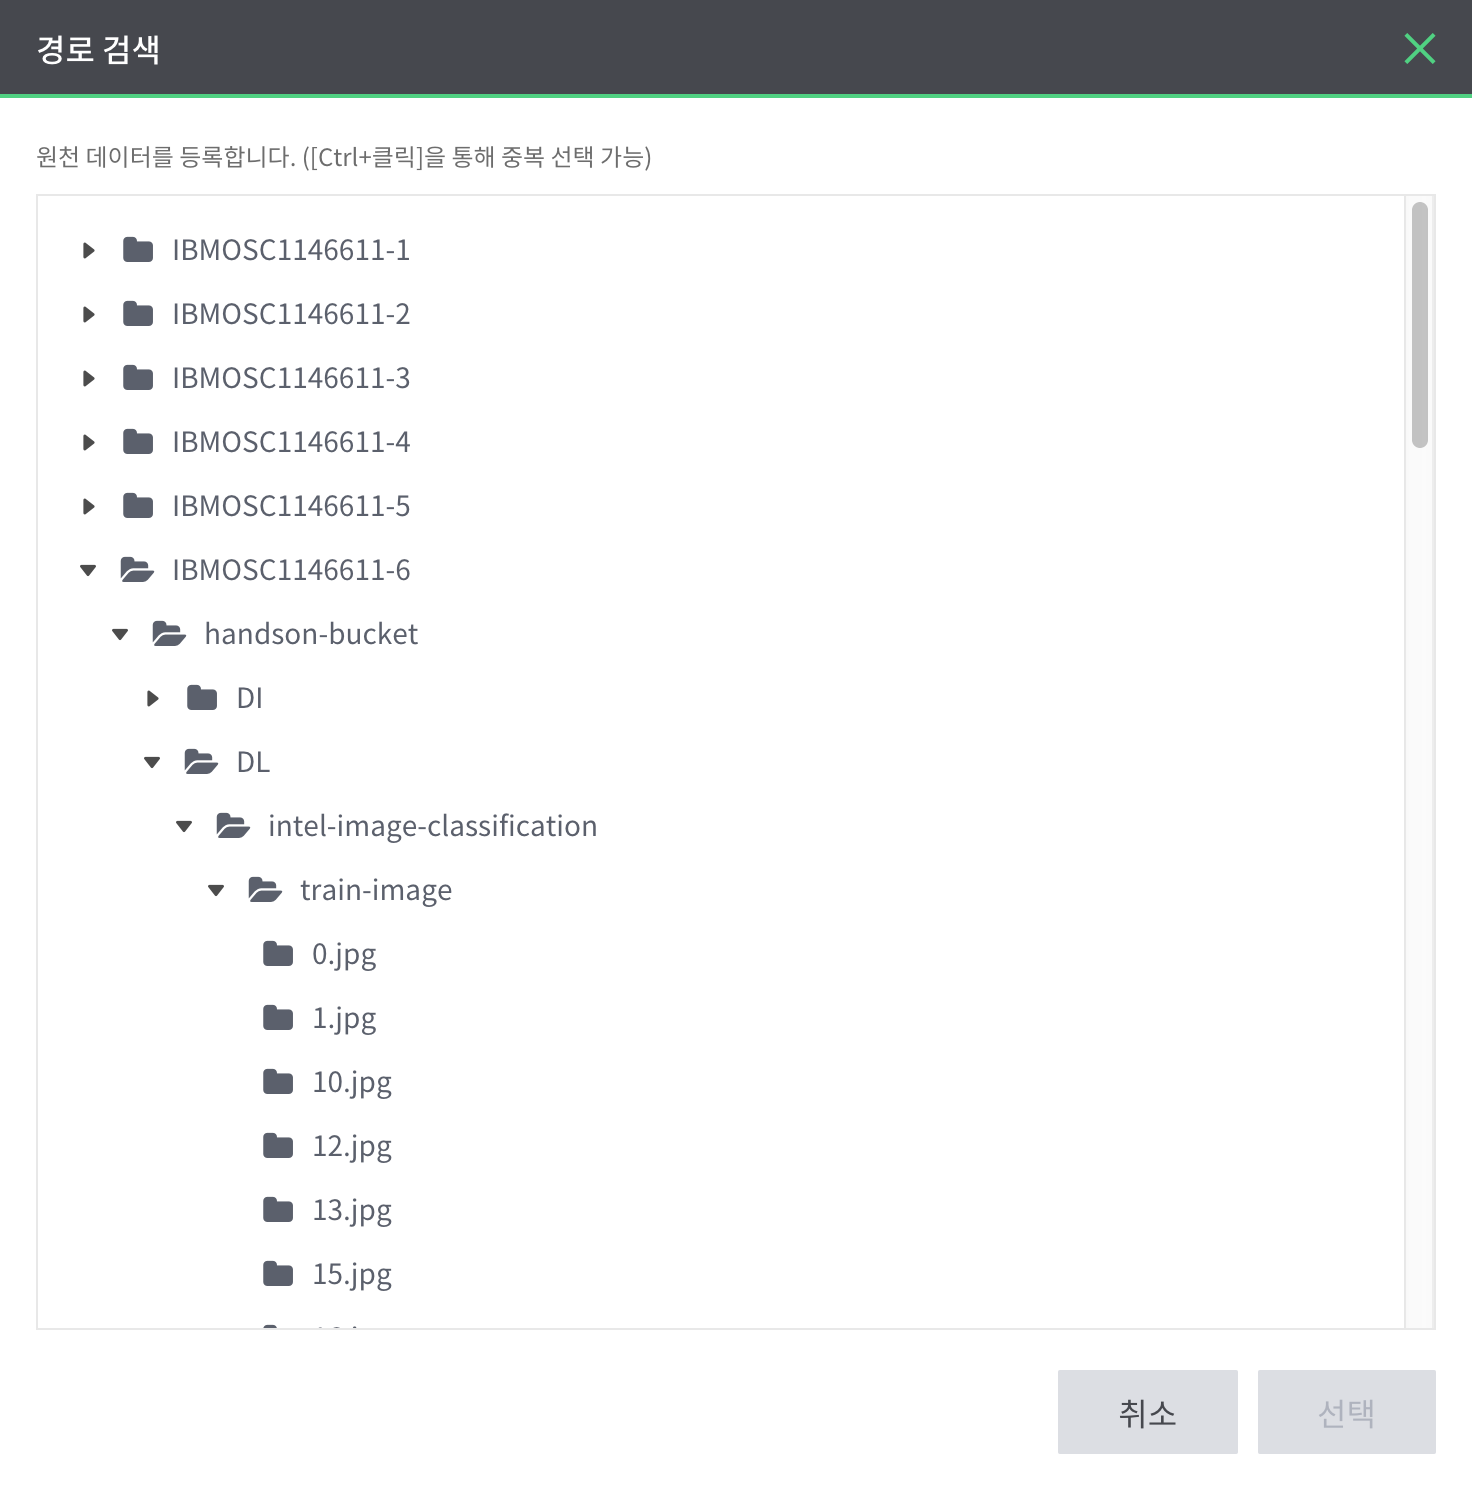 경로 검색
원천 데이터를 등록합니다. ([Ctrl+클릭]을 통해 중복 선택 가능)
IBMOSC1146611-1
IBMOSC1146611-2
IBMOSC1146611-3
IBMOSC1146611-4
IBMOSC1146611-5
IBMOSC1146611-6
handson-bucket
DI
DL
intel-image-classification
train-image
0.jpg
1.jpg
10.jpg
12.jpg
13.jpg
15.jpg
취소
선택